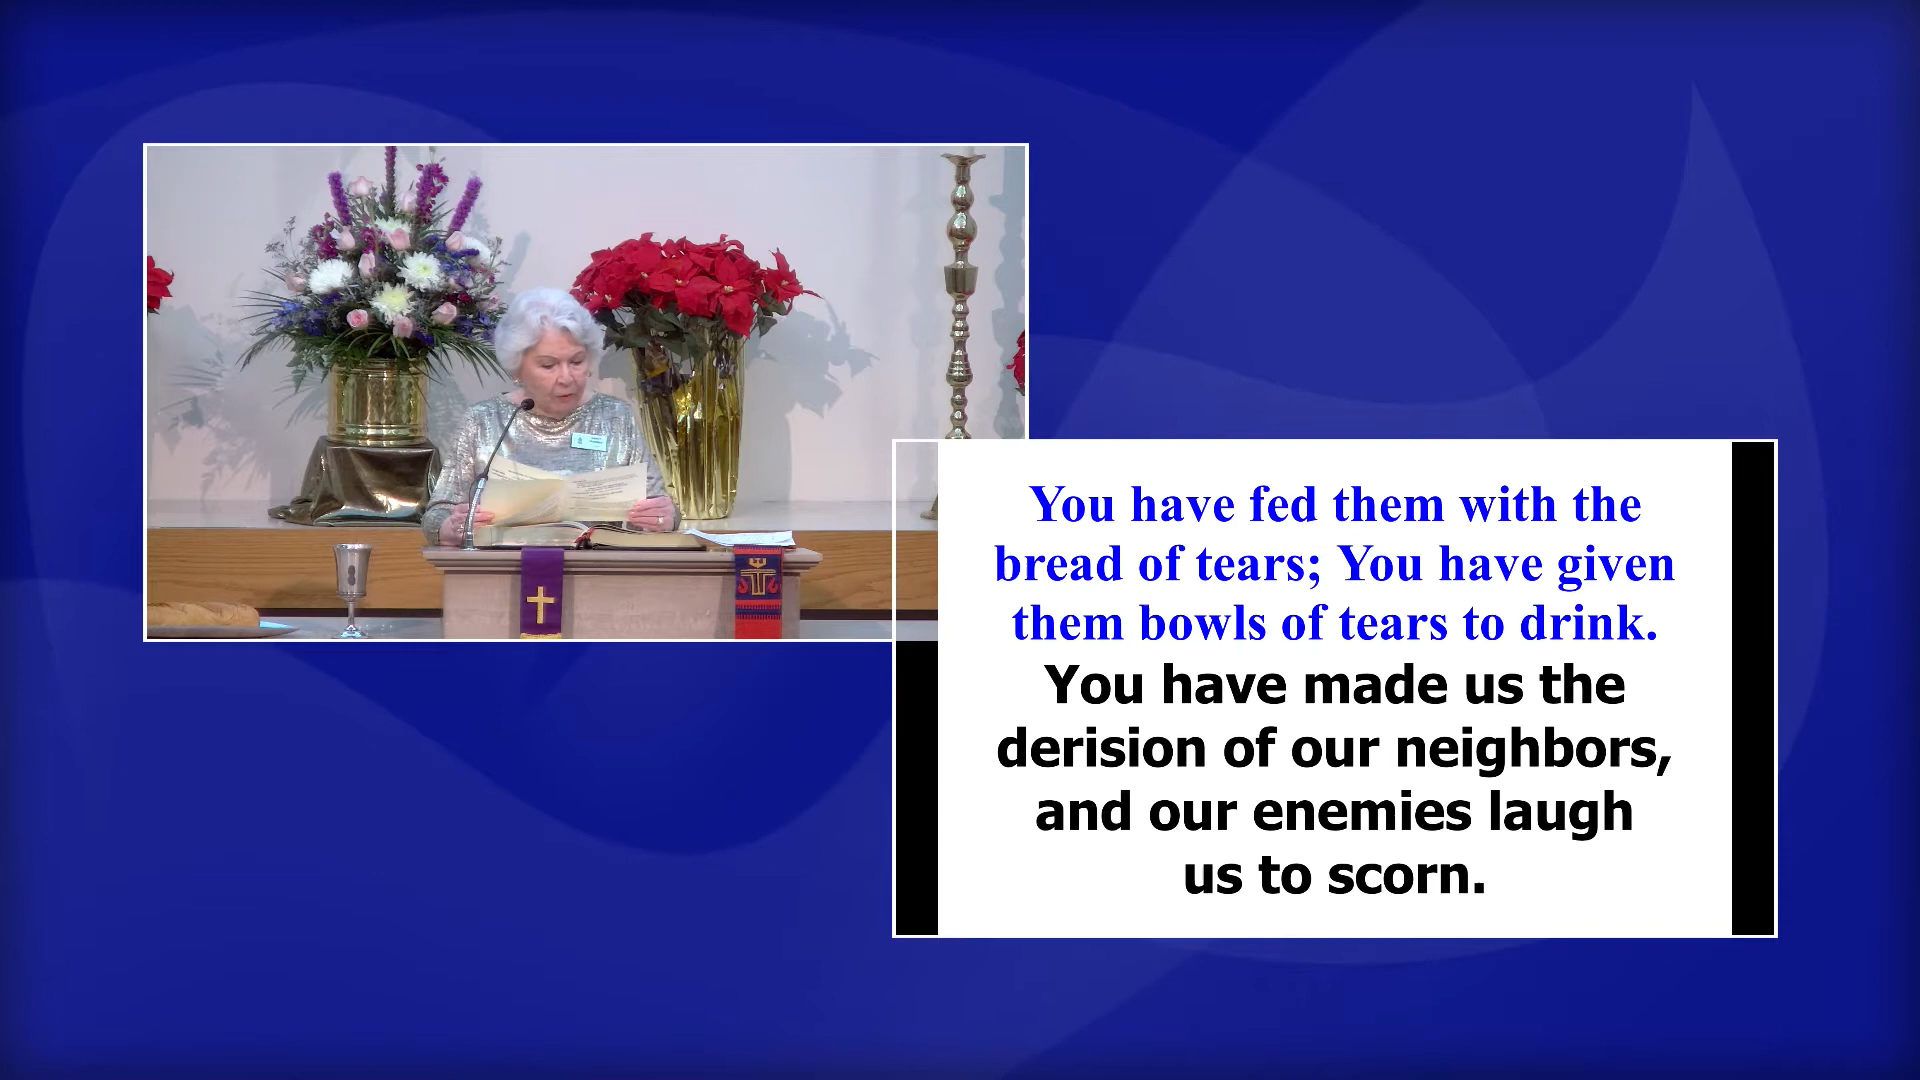 You have fed them with the
bread of tears; You have given
them bowls of tears to drink.
You have made us the
derision of our neighbors,
and our enemies laugh
us to scorn.